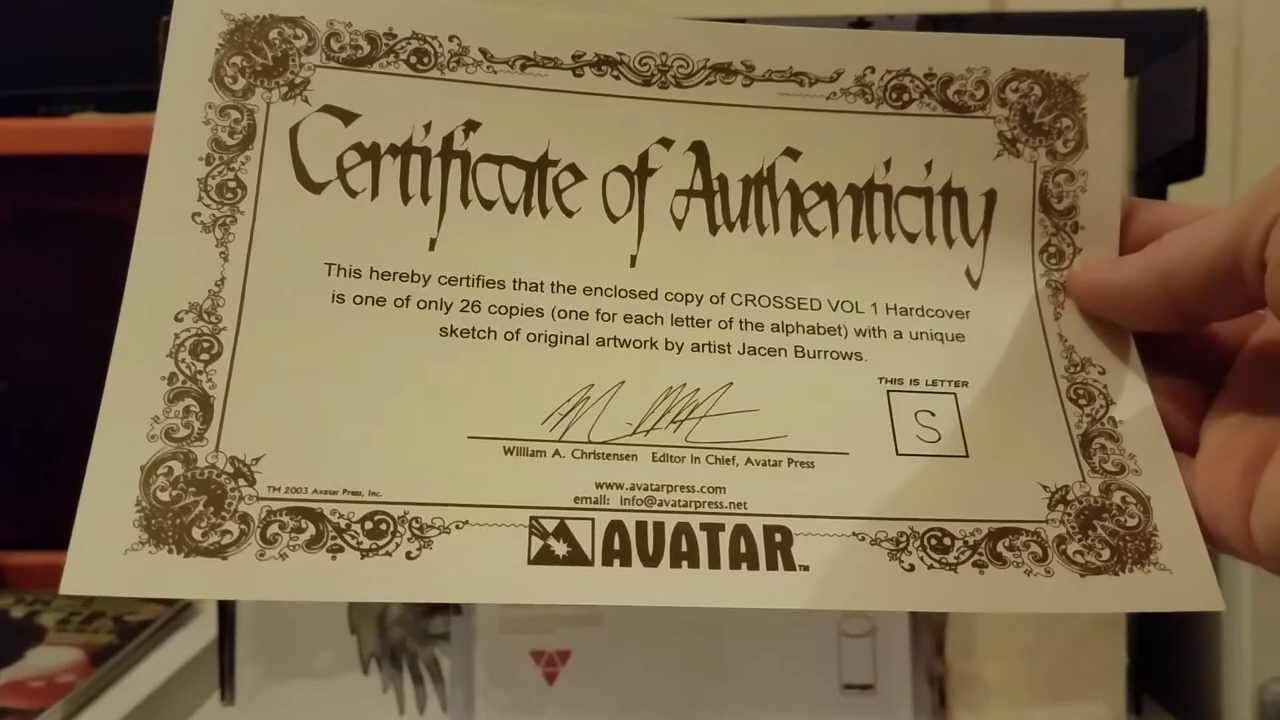 Certificate of Authenticity
This hereby certifies that the enclosed copy of CROSSED VOL 1 Hardcover
is one of only 26 copies (one for each letter of the alphabet) with a unique
sketch of original artwork by artist Jacen Burrows.
THIS IS LETTER
S
William A. Christensen Editor in Chief, Avatar Press
www.avatarpress.com
email: info@avatarpress.net
TM 2003 Avatar Press, Inc.
AVATAR™